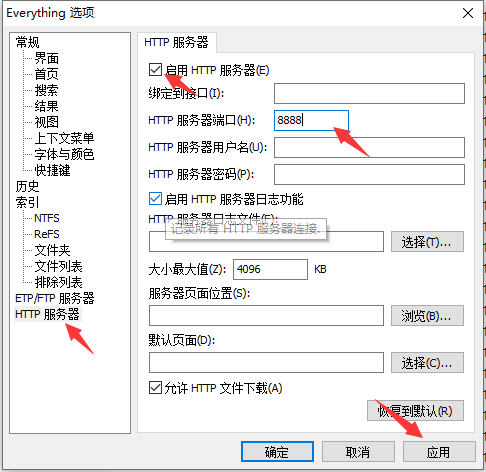 Everything 选项
常规
界面
首页
搜索
结果
视图
上下文菜单
字体与颜色
快捷键
历史
索引
NTFS
ReFS
文件夹
文件列表
排除列表
ETP/FTP 服务器
HTTP 服务器
HTTP 服务器
启用 HTTP 服务器(E)
绑定到接口(I):
HTTP 服务器端口(H): 8888
HTTP 服务器用户名(U):
HTTP 服务器密码(P):
启用 HTTP 服务器日志功能
HTTP 服务器日志文件(F):
记录所有 HTTP 服务器连接.
选择(T)...
大小最大值(Z): 4096 KB
服务器页面位置(S):
浏览(B)...
默认页面(D):
选择(C)...
允许 HTTP 文件下载(A)
恢复到默认(R)
确定 取消 应用